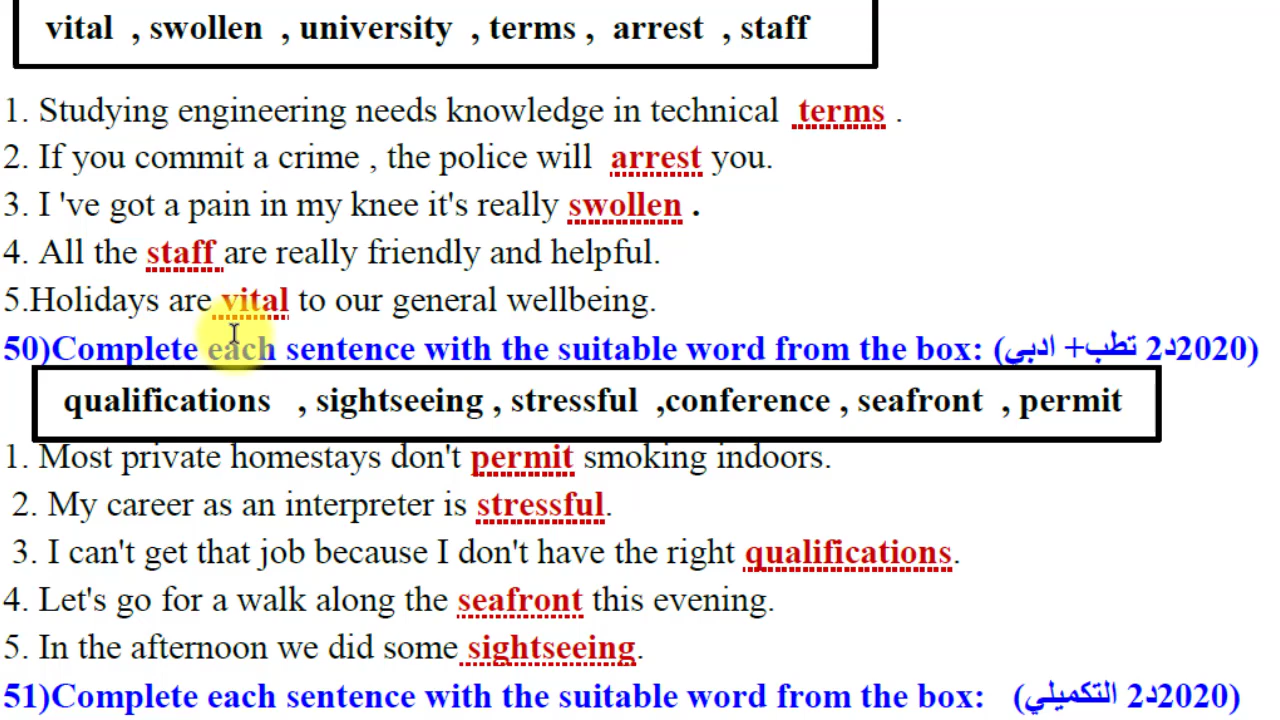 vital , swollen , university , terms , arrest , staff
1. Studying engineering needs knowledge in technical terms .
2. If you commit a crime , the police will arrest you.
3. I 've got a pain in my knee it's really swollen .
4. All the staff are really friendly and helpful.
5.Holidays are vital to our general wellbeing.
50)Complete each sentence with the suitable word from the box: (2020د2 تطب+ ادبي)
qualifications , sightseeing , stressful ,conference , seafront , permit
1. Most private homestays don't permit smoking indoors.
2. My career as an interpreter is stressful.
3. I can't get that job because I don't have the right qualifications.
4. Let's go for a walk along the seafront this evening.
5. In the afternoon we did some sightseeing.
51)Complete each sentence with the suitable word from the box: (2020د2 التكميلي)